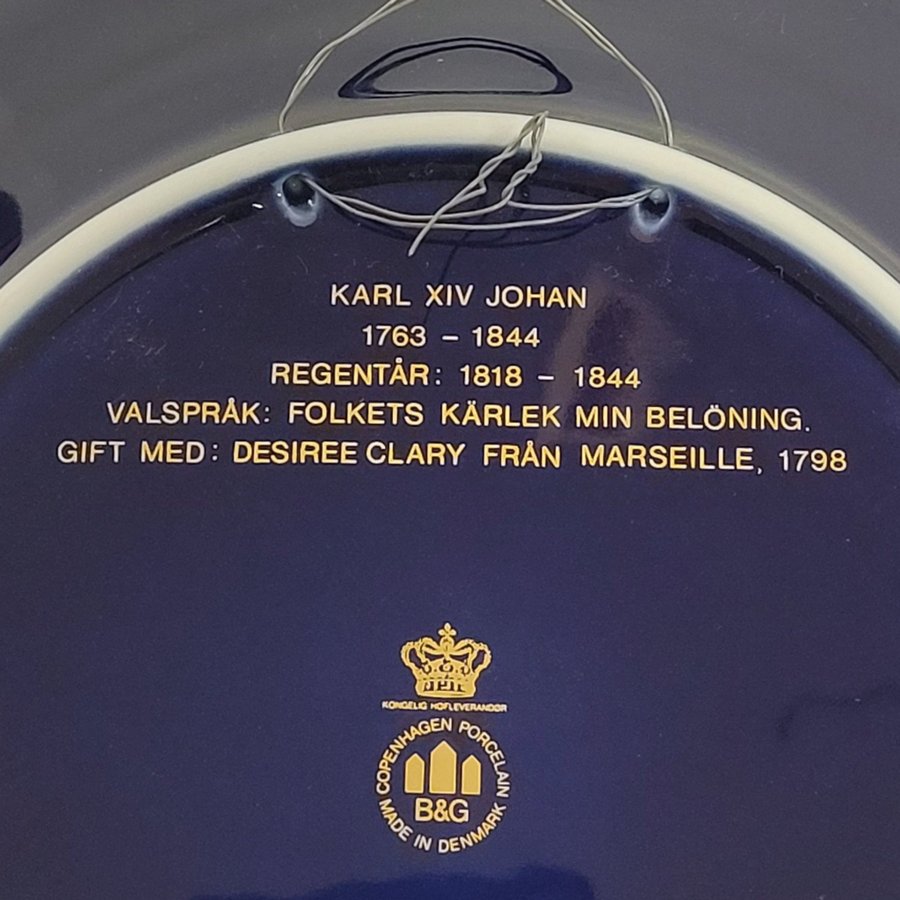 KARL XIV JOHAN
1763 – 1844
REGENTÅR: 1818 – 1844
VALSPRÅK: FOLKETS KÄRLEK MIN BELÖNING.
GIFT MED: DESIREE CLARY FRÅN MARSEILLE, 1798
KONGELIG HOFLEVERANDØR
COPENHAGEN PORCELAIN
B&G
MADE IN DENMARK